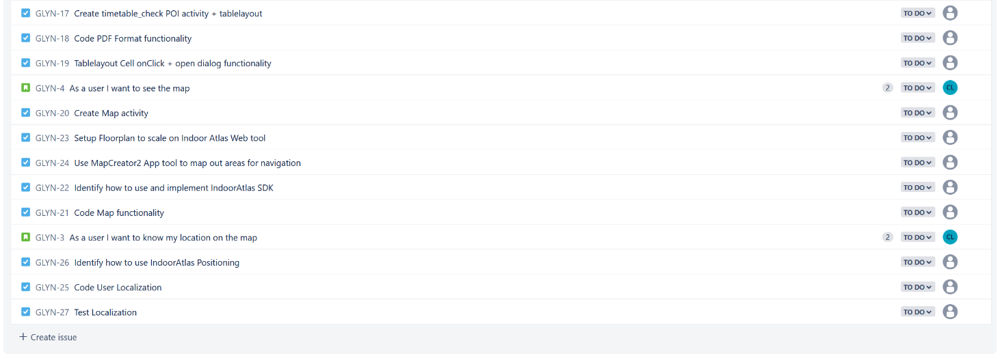 GLYN-17 Create timetable_check POI activity + tablelayout TO DO
GLYN-18 Code PDF Format functionality TO DO
GLYN-19 Tablelayout Cell onClick + open dialog functionality TO DO
GLYN-4 As a user I want to see the map 2 TO DO CL
GLYN-20 Create Map activity TO DO
GLYN-23 Setup Floorplan to scale on Indoor Atlas Web tool TO DO
GLYN-24 Use MapCreator2 App tool to map out areas for navigation TO DO
GLYN-22 Identify how to use and implement IndoorAtlas SDK TO DO
GLYN-21 Code Map functionality TO DO
GLYN-3 As a user I want to know my location on the map 2 TO DO CL
GLYN-26 Identify how to use IndoorAtlas Positioning TO DO
GLYN-25 Code User Localization TO DO
GLYN-27 Test Localization TO DO
+ Create issue